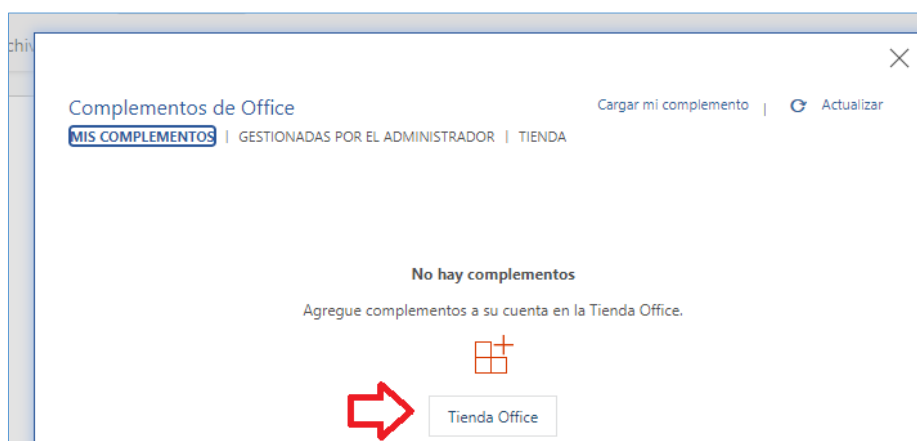 Complementos de Office
Cargar mi complemento | Actualizar
MIS COMPLEMENTOS | GESTIONADAS POR EL ADMINISTRADOR | TIENDA
No hay complementos
Agregue complementos a su cuenta en la Tienda Office.
Tienda Office